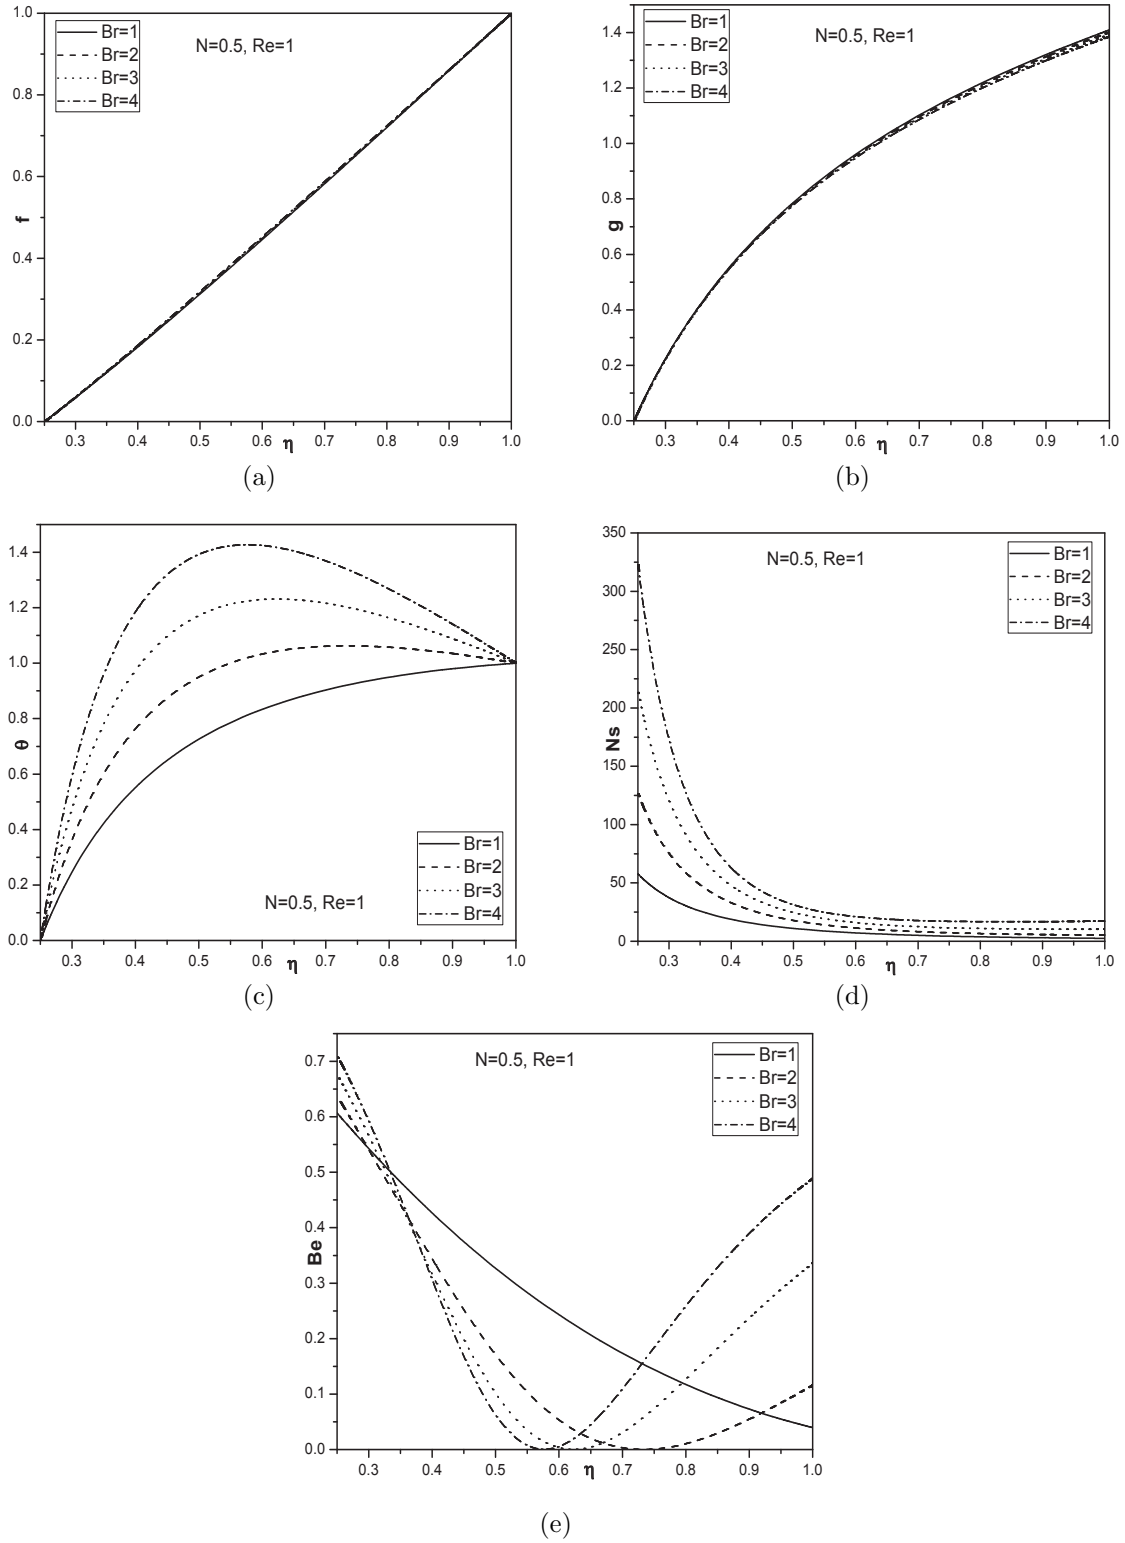 1.0
0.8
0.6
0.4
0.2
0.0
f
Br=1
Br=2
Br=3
Br=4
N=0.5, Re=1
0.3 0.4 0.5 0.6 0.7 0.8 0.9 1.0
η
(a)
1.4
1.2
1.0
0.8
0.6
0.4
0.2
0.0
g
Br=1
Br=2
Br=3
Br=4
N=0.5, Re=1
0.3 0.4 0.5 0.6 0.7 0.8 0.9 1.0
η
(b)
1.4
1.2
1.0
0.8
0.6
0.4
0.2
0.0
θ
Br=1
Br=2
Br=3
Br=4
N=0.5, Re=1
0.3 0.4 0.5 0.6 0.7 0.8 0.9 1.0
η
(c)
350
300
250
200
150
100
50
0
Ns
N=0.5, Re=1
Br=1
Br=2
Br=3
Br=4
0.3 0.4 0.5 0.6 0.7 0.8 0.9 1.0
η
(d)
0.7
0.6
0.5
0.4
0.3
0.2
0.1
0.0
Be
N=0.5, Re=1
Br=1
Br=2
Br=3
Br=4
0.3 0.4 0.5 0.6 0.7 0.8 0.9 1.0
η
(e)